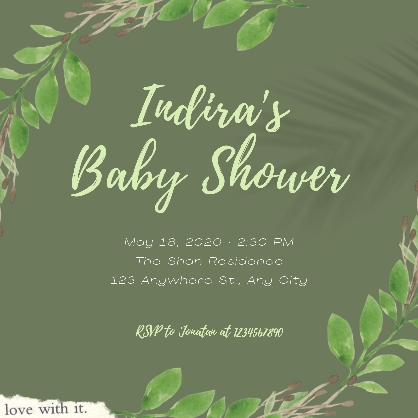 Indira's
Baby Shower
May 18, 2020 · 2:30 PM
The Shan Residence
123 Anywhere St., Any City
RSVP to Jonatan at 1234567890
love with it.